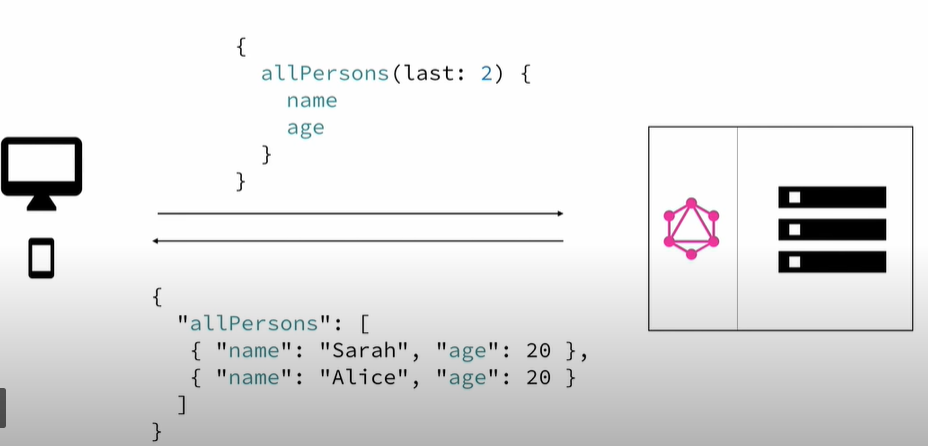 {
allPersons(last: 2) {
name
age
}
}
{
"allPersons": [
{ "name": "Sarah", "age": 20 },
{ "name": "Alice", "age": 20 }
]
}